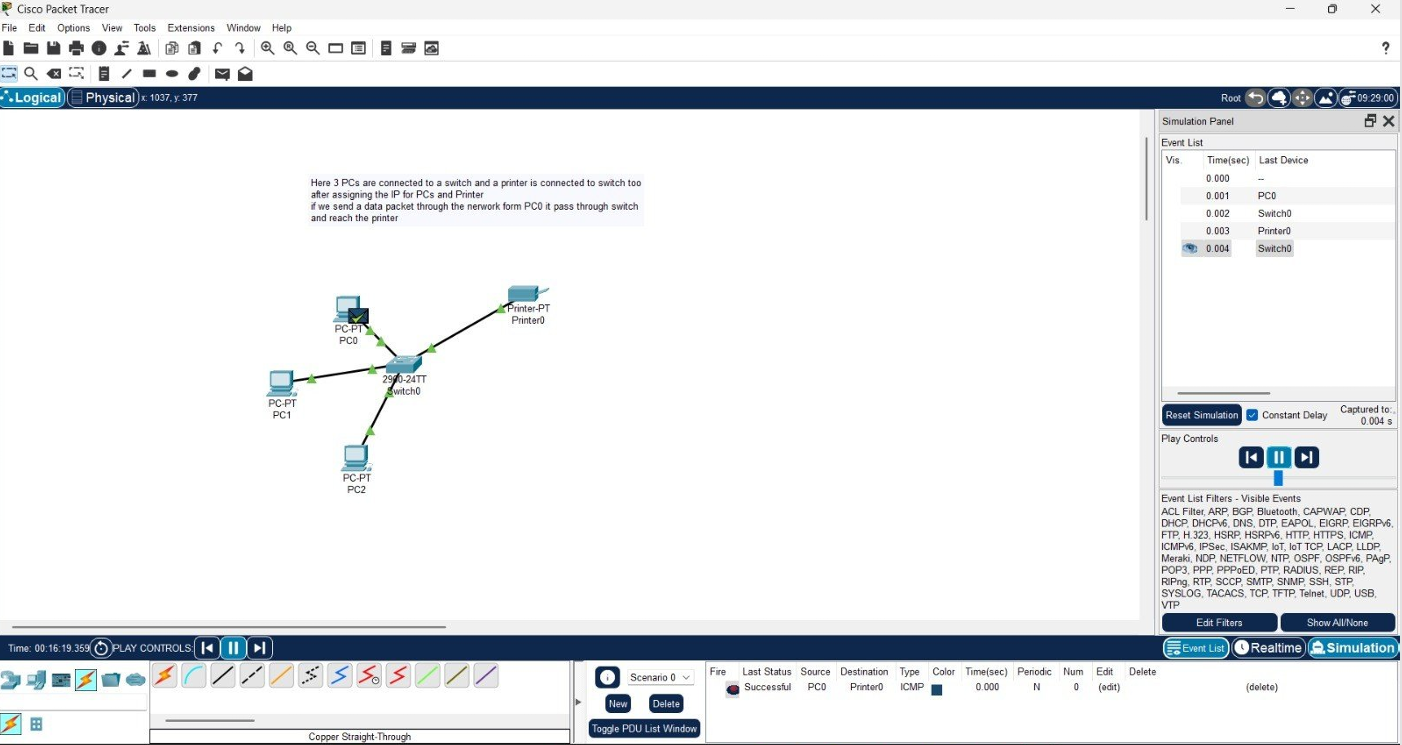 Cisco Packet Tracer
File Edit Options View Tools Extensions Window Help
?
Logical Physical x: 1037, y: 377
Root 09:29:00
Simulation Panel
Event List
Vis. Time(sec) Last Device
0.000 --
0.001 PC0
0.002 Switch0
0.003 Printer0
0.004 Switch0
Here 3 PCs are connected to a switch and a printer is connected to switch too
after assigning the IP for PCs and Printer
if we send a data packet through the nerwork form PC0 it pass through switch
and reach the printer
Printer-PT
Printer0
PC-PT
PC0
2960-24TT
Switch0
PC-PT
PC1
PC-PT
PC2
Reset Simulation Constant Delay Captured to:
0.004 s
Play Controls
Event List Filters - Visible Events
ACL Filter, ARP, BGP, Bluetooth, CAPWAP, CDP,
DHCP, DHCPv6, DNS, DTP, EAPOL, EIGRP, EIGRPv6,
FTP, H.323, HSRP, HSRPv6, HTTP, HTTPS, ICMP,
ICMPv6, IPSec, ISAKMP, IoT, IoT TCP, LACP, LLDP,
Meraki, NDP, NETFLOW, NTP, OSPF, OSPFv6, PAgP,
POP3, PPP, PPPoED, PTP, RADIUS, REP, RIP,
RIPng, RTP, SCCP, SMTP, SNMP, SSH, STP,
SYSLOG, TACACS, TCP, TFTP, Telnet, UDP, USB,
VTP
Edit Filters Show All/None
Time: 00:16:19.359 PLAY CONTROLS:
Event List Realtime Simulation
Scenario 0
New Delete
Toggle PDU List Window
Fire Last Status Source Destination Type Color Time(sec) Periodic Num Edit Delete
Successful PC0 Printer0 ICMP 0.000 N 0 (edit) (delete)
Copper Straight-Through